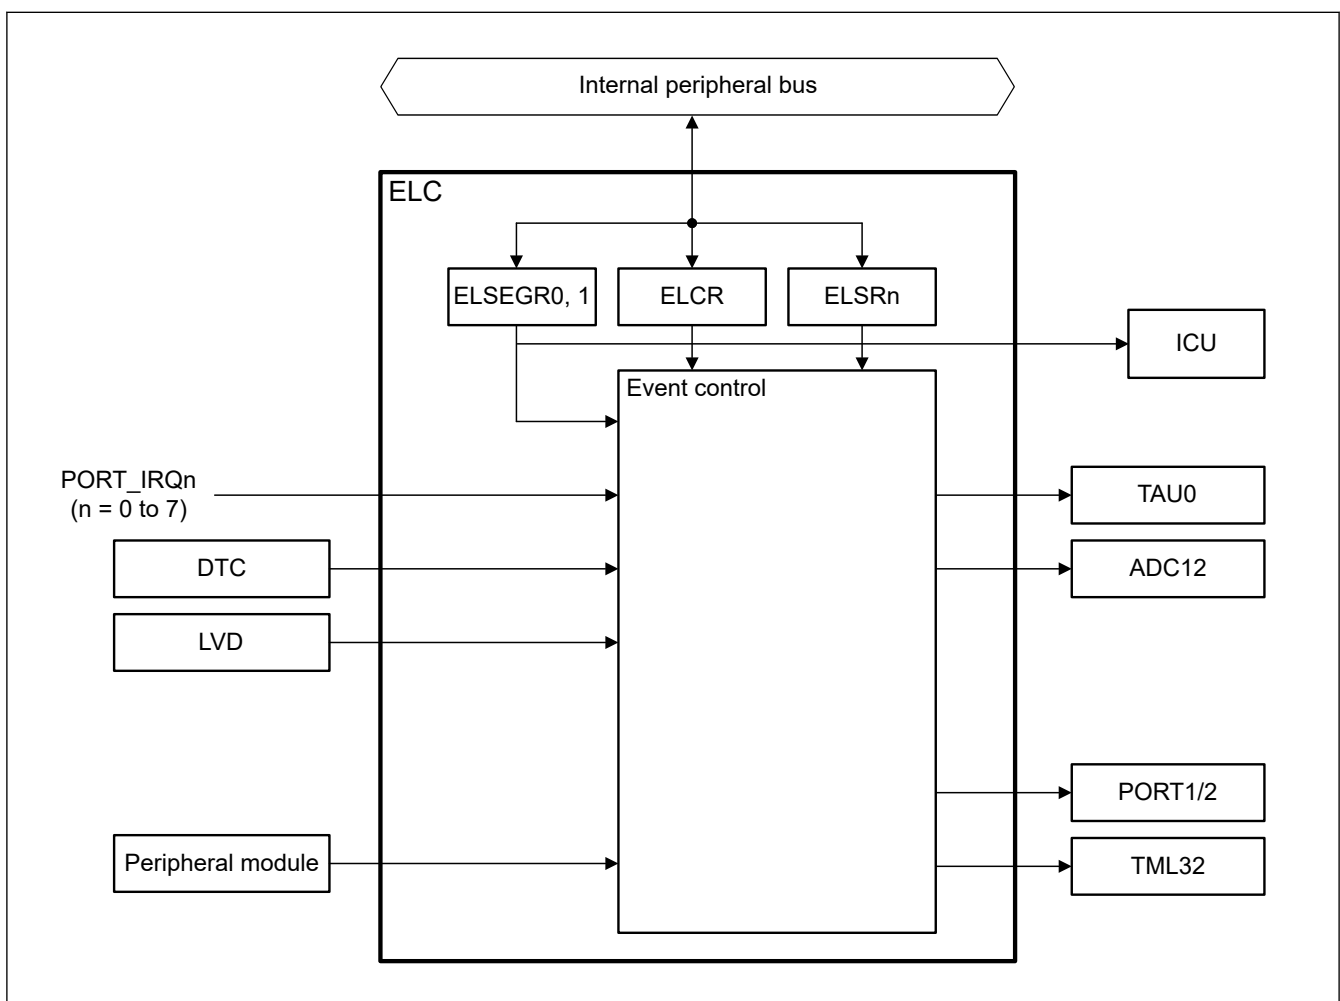 Internal peripheral bus
ELC
ELSEGR0, 1
ELCR
ELSRn
ICU
Event control
PORT_IRQn
(n = 0 to 7)
TAU0
DTC
ADC12
LVD
PORT1/2
Peripheral module
TML32